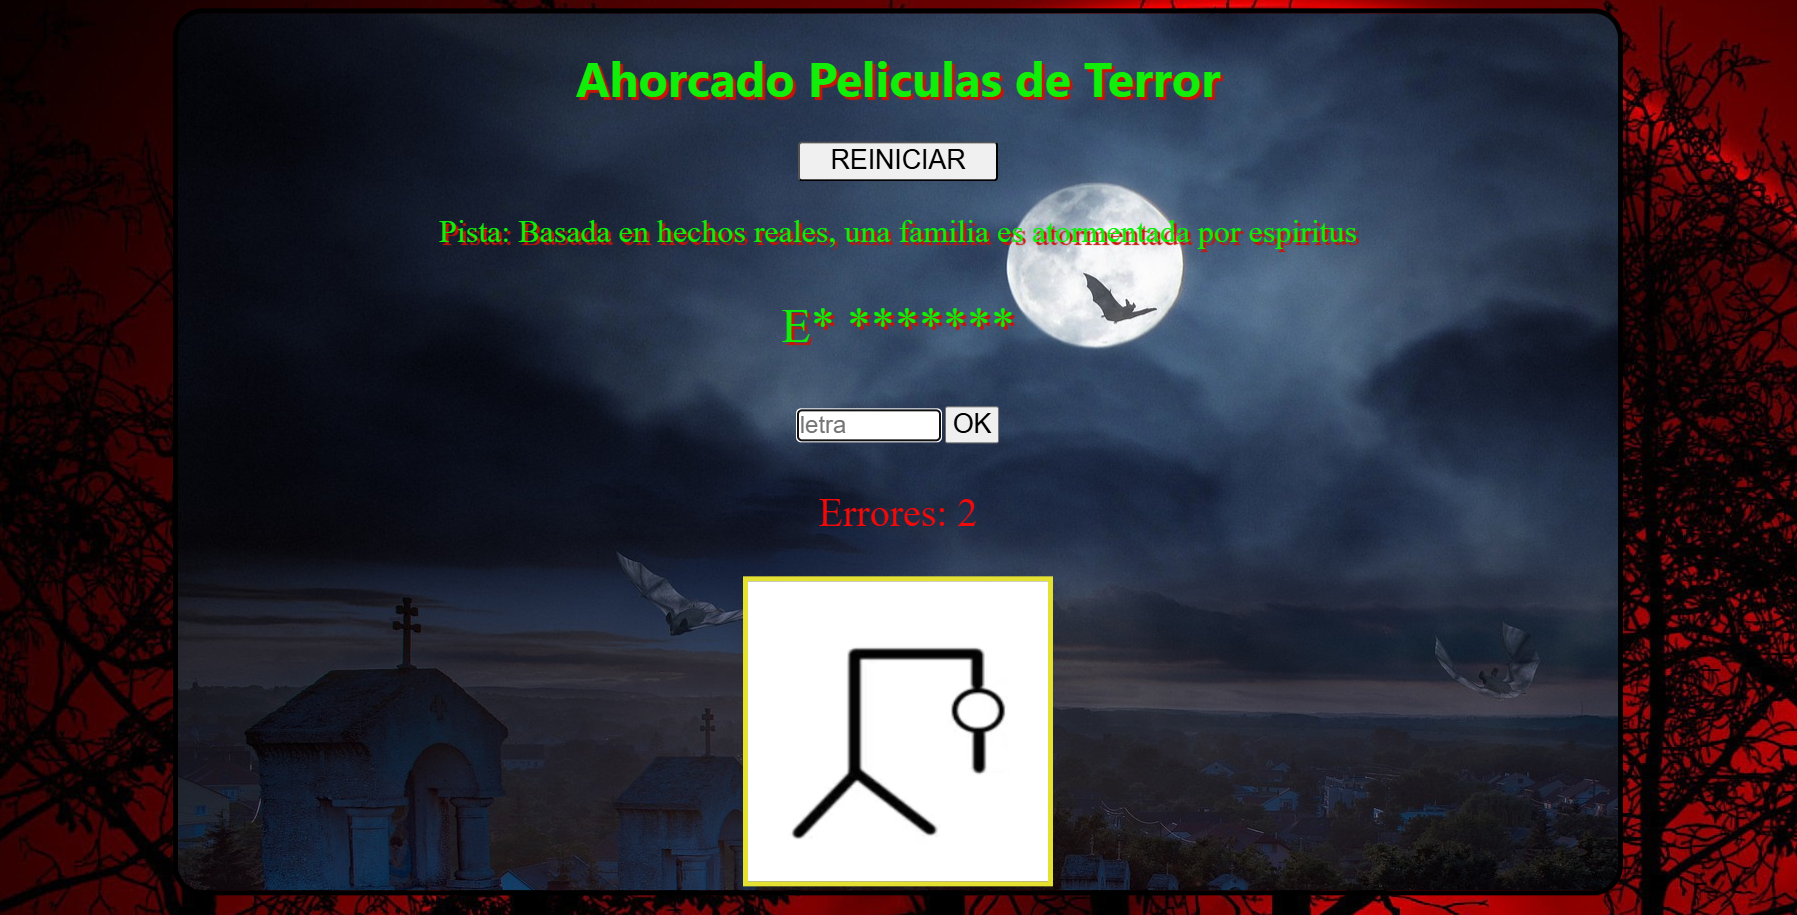 Ahorcado Peliculas de Terror
REINICIAR
Pista: Basada en hechos reales, una familia es atormentada por espiritus
E* *******
letra OK
Errores: 2